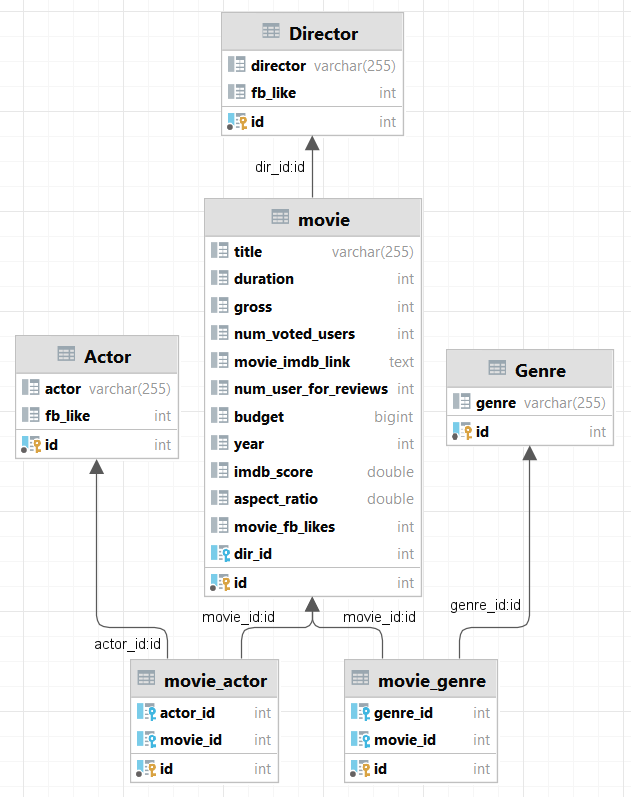 Director
director varchar(255)
fb_like int
id int
dir_id:id
movie
title varchar(255)
duration int
gross int
num_voted_users int
movie_imdb_link text
num_user_for_reviews int
budget bigint
year int
imdb_score double
aspect_ratio double
movie_fb_likes int
dir_id int
id int
Actor
actor varchar(255)
fb_like int
id int
Genre
genre varchar(255)
id int
actor_id:id
movie_id:id
movie_id:id
genre_id:id
movie_actor
actor_id int
movie_id int
id int
movie_genre
genre_id int
movie_id int
id int